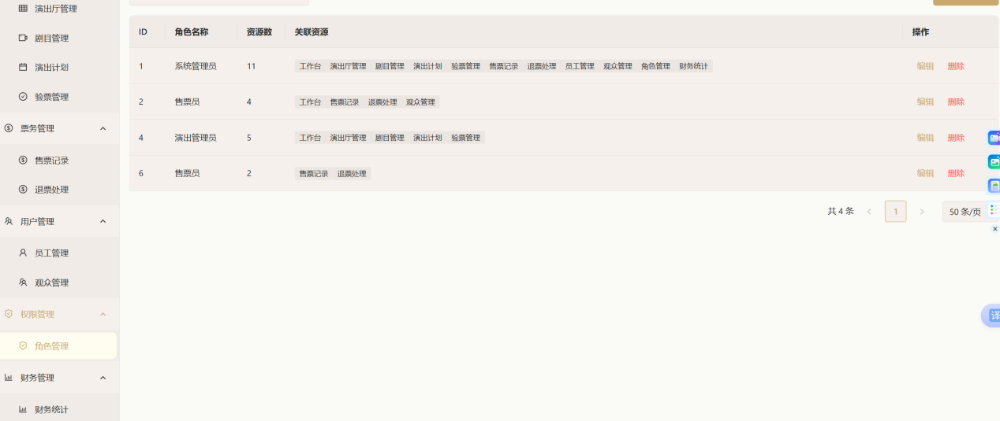 演出厅管理
剧目管理
演出计划
验票管理
票务管理
售票记录
退票处理
用户管理
员工管理
观众管理
权限管理
角色管理
财务管理
财务统计
ID 角色名称 资源数 关联资源 操作
1 系统管理员 11 工作台 演出厅管理 剧目管理 演出计划 验票管理 售票记录 退票处理 员工管理 观众管理 角色管理 财务统计 编辑 删除
2 售票员 4 工作台 售票记录 退票处理 观众管理 编辑 删除
4 演出管理员 5 工作台 演出厅管理 剧目管理 演出计划 验票管理 编辑 删除
6 售票员 2 售票记录 退票处理 编辑 删除
共 4 条 1 50 条/页
译